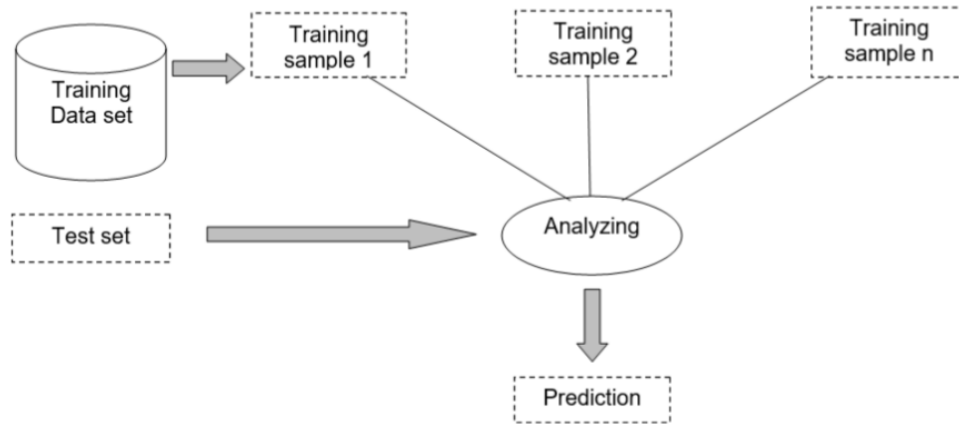 Training
Data set
Training
sample 1
Training
sample 2
Training
sample n
Test set
Analyzing
Prediction